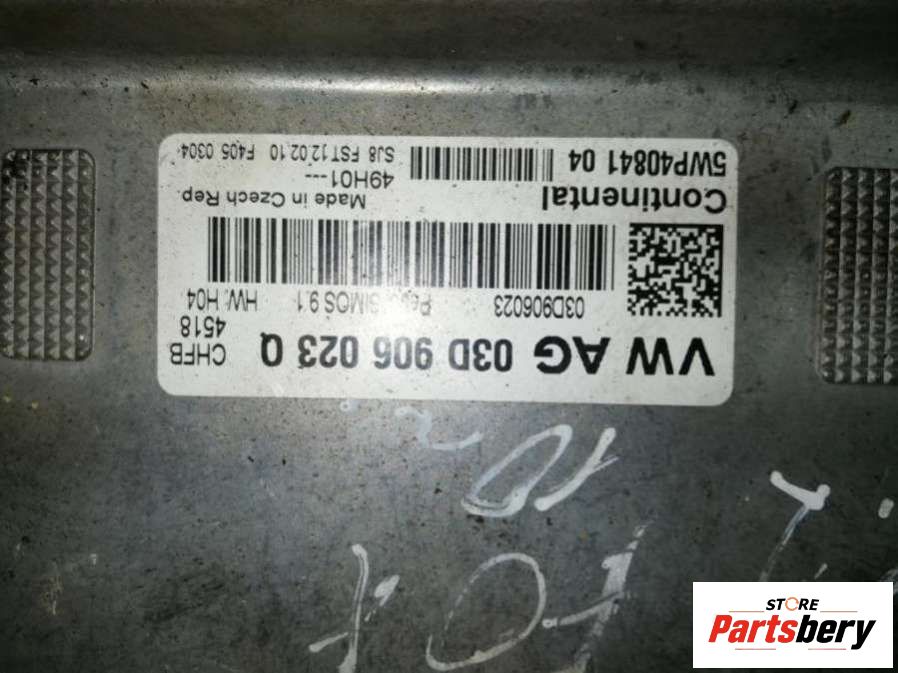 VW AG 03D 906 023 Q
CHFB
4518
03D906023 SIMOS 9.1 HW: H04
Continental Made in Czech Rep.
49H01---
5WP40841 04 SJ8 FST 12.02.10 F405 0304
STORE
Partsbery